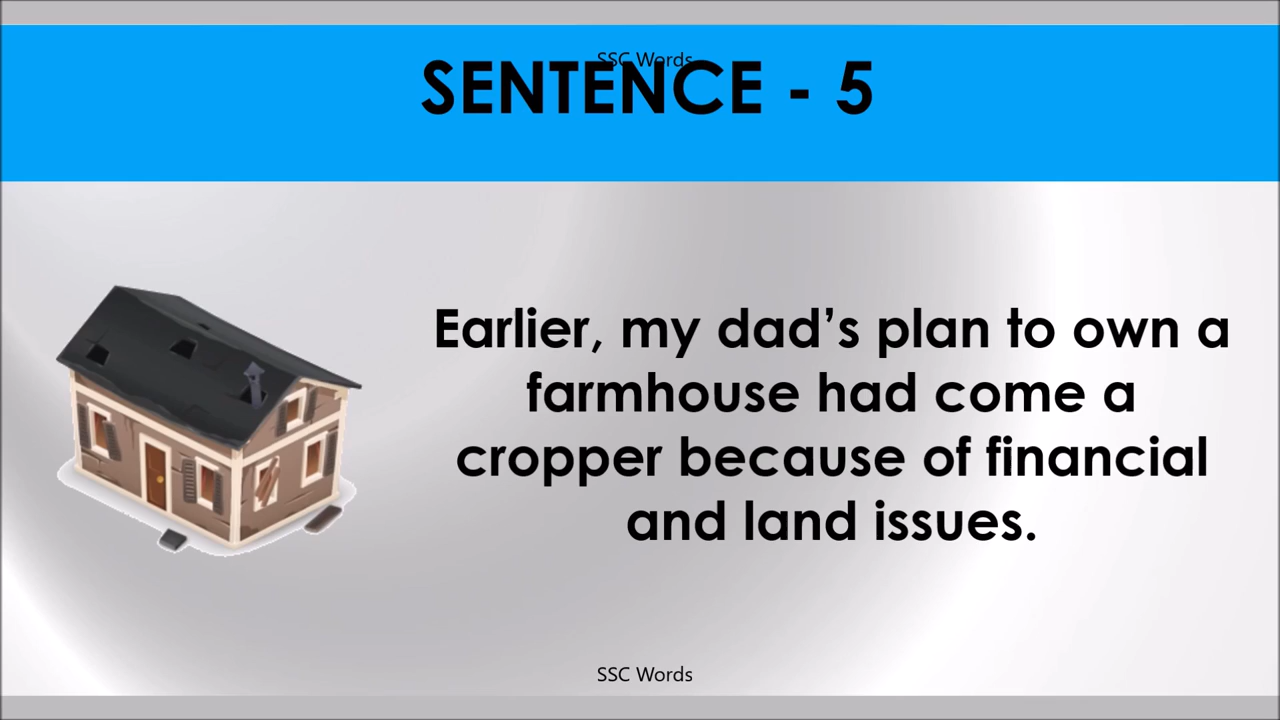 SSC Words
SENTENCE - 5
Earlier, my dad’s plan to own a
farmhouse had come a
cropper because of financial
and land issues.
SSC Words